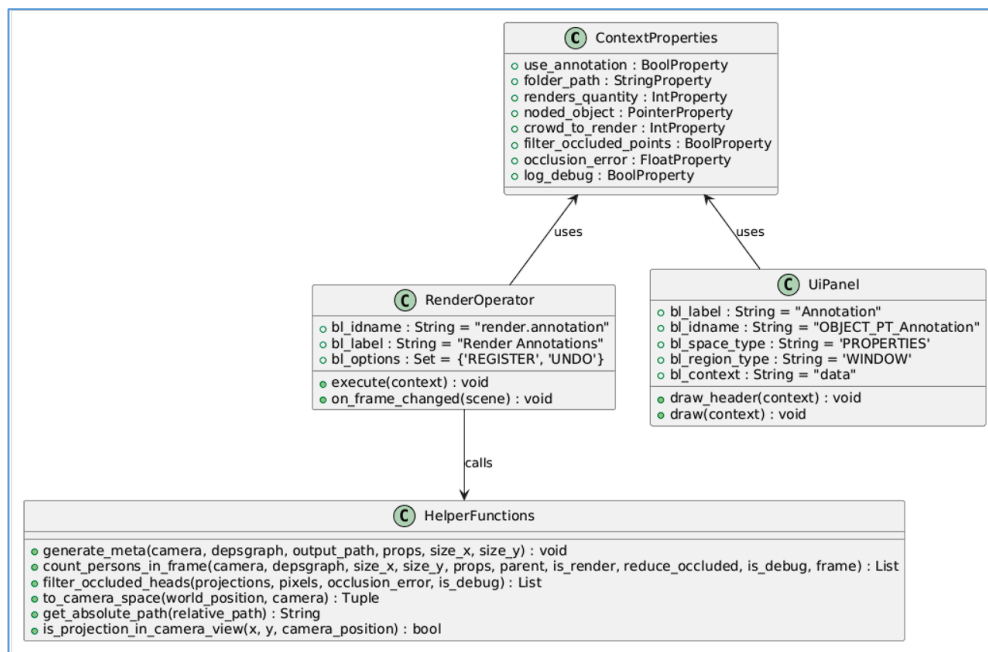 C ContextProperties
use_annotation : BoolProperty
folder_path : StringProperty
renders_quantity : IntProperty
noded_object : PointerProperty
crowd_to_render : IntProperty
filter_occluded_points : BoolProperty
occlusion_error : FloatProperty
log_debug : BoolProperty
uses
uses
C RenderOperator
bl_idname : String = "render.annotation"
bl_label : String = "Render Annotations"
bl_options : Set = {'REGISTER', 'UNDO'}
execute(context) : void
on_frame_changed(scene) : void
C UiPanel
bl_label : String = "Annotation"
bl_idname : String = "OBJECT_PT_Annotation"
bl_space_type : String = 'PROPERTIES'
bl_region_type : String = 'WINDOW'
bl_context : String = "data"
draw_header(context) : void
draw(context) : void
calls
C HelperFunctions
generate_meta(camera, depsgraph, output_path, props, size_x, size_y) : void
count_persons_in_frame(camera, depsgraph, size_x, size_y, props, parent, is_render, reduce_occluded, is_debug, frame) : List
filter_occluded_heads(projections, pixels, occlusion_error, is_debug) : List
to_camera_space(world_position, camera) : Tuple
get_absolute_path(relative_path) : String
is_projection_in_camera_view(x, y, camera_position) : bool